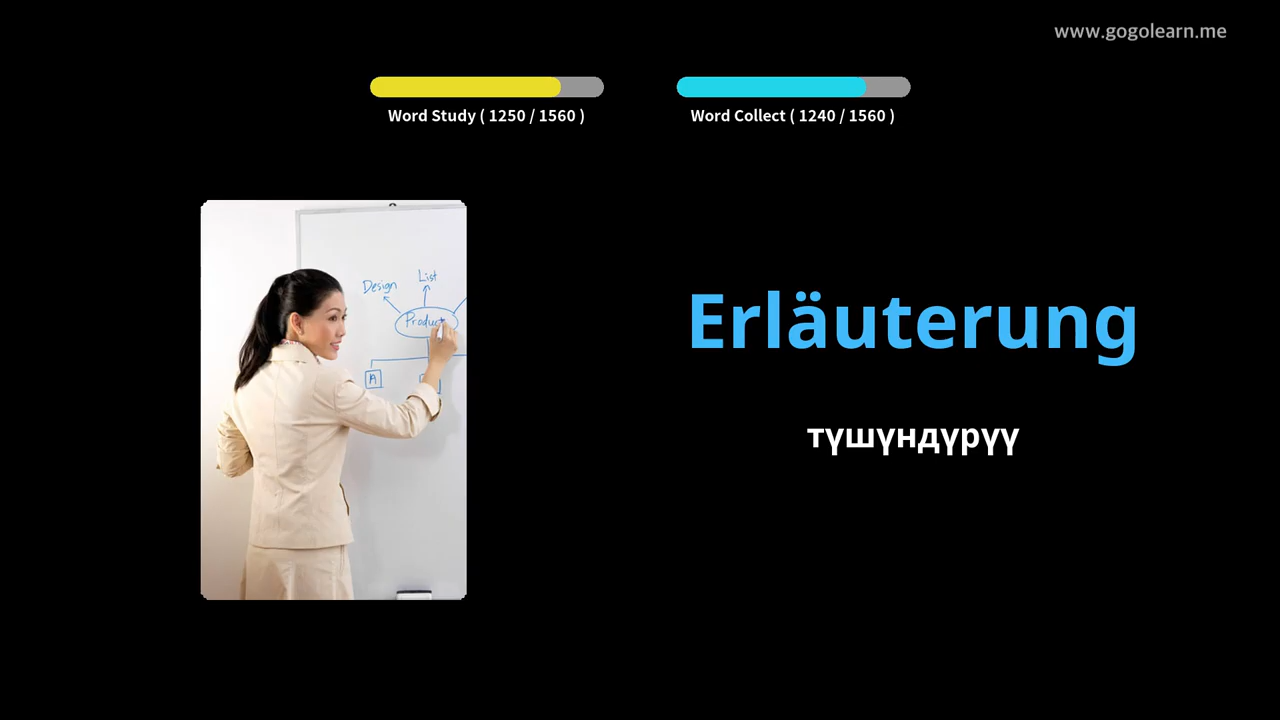 www.gogolearn.me
Word Study ( 1250 / 1560 )
Word Collect ( 1240 / 1560 )
Design
List
Product
A
Erläuterung
түшүндүрүү